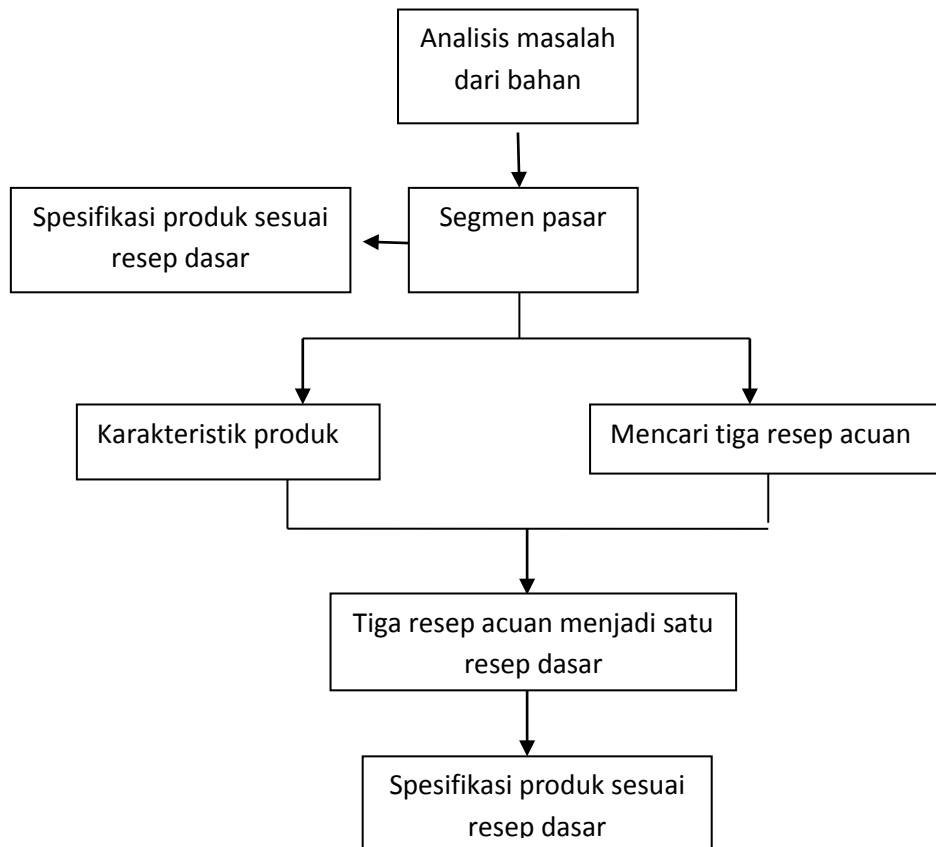 Analisis masalah
dari bahan
Spesifikasi produk sesuai
resep dasar
Segmen pasar
Karakteristik produk
Mencari tiga resep acuan
Tiga resep acuan menjadi satu
resep dasar
Spesifikasi produk sesuai
resep dasar